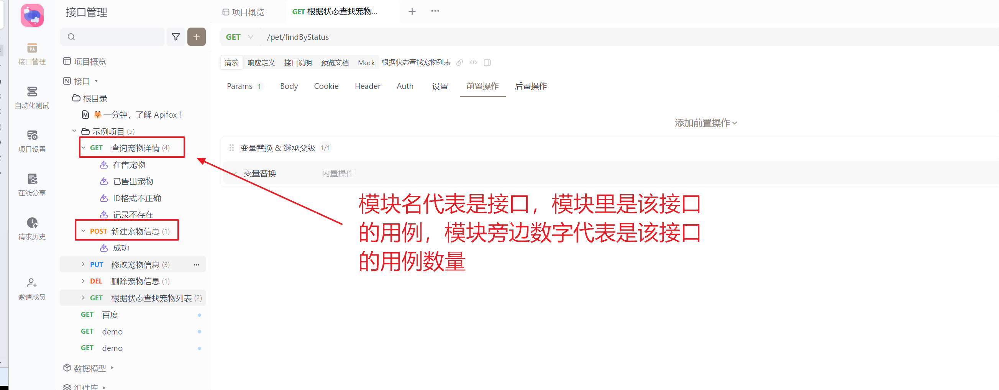 接口管理
项目概览
GET 根据状态查找宠物...
接口管理
自动化测试
项目设置
在线分享
请求历史
邀请成员
项目概览
接口
根目录
一分钟，了解 Apifox！
示例项目 (5)
GET 查询宠物详情 (4)
在售宠物
已售出宠物
ID格式不正确
记录不存在
POST 新建宠物信息 (1)
成功
PUT 修改宠物信息 (3)
DEL 删除宠物信息 (1)
GET 根据状态查找宠物列表 (2)
GET 百度
GET demo
GET demo
数据模型
组件库
GET /pet/findByStatus
请求 响应定义 接口说明 预览文档 Mock 根据状态查找宠物列表
Params 1 Body Cookie Header Auth 设置 前置操作 后置操作
添加前置操作
变量替换 & 继承父级 1/1
变量替换 内置操作
模块名代表是接口，模块里是该接口
的用例，模块旁边数字代表是该接口
的用例数量